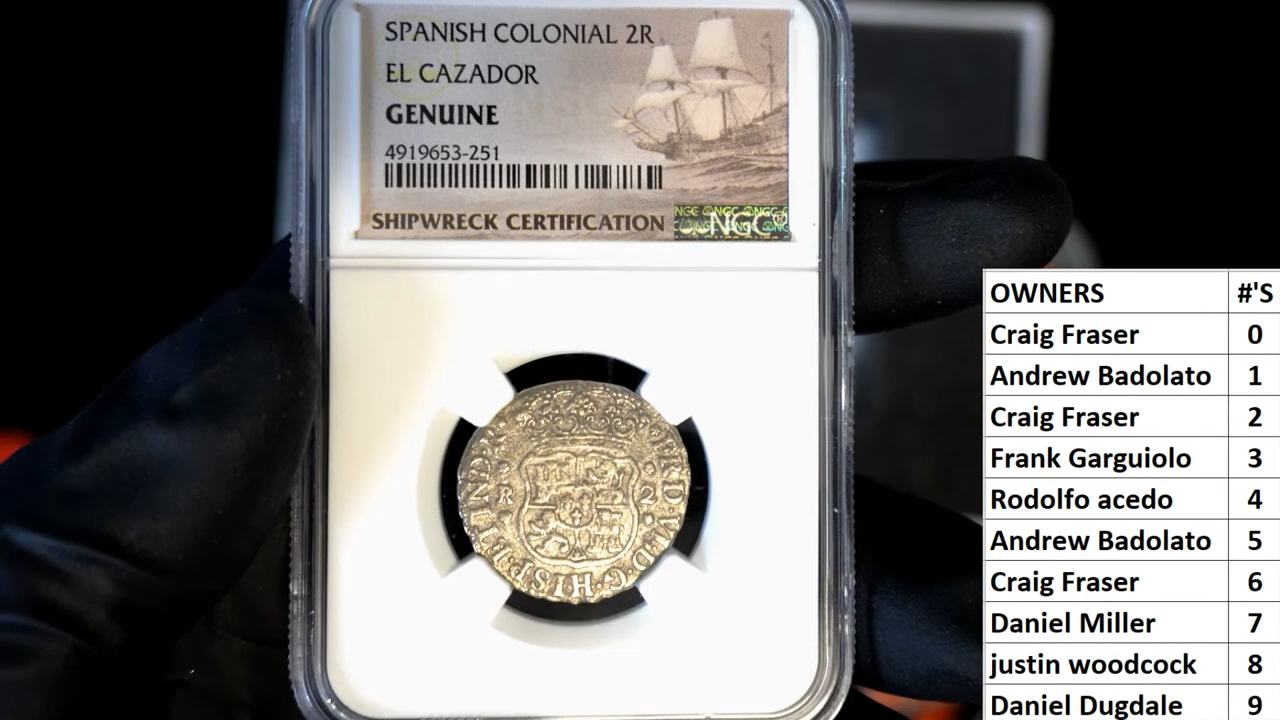 SPANISH COLONIAL 2R
EL CAZADOR
GENUINE
4919653-251
SHIPWRECK CERTIFICATION
NGC
OWNERS #'S
Craig Fraser 0
Andrew Badolato 1
Craig Fraser 2
Frank Garguiolo 3
Rodolfo acedo 4
Andrew Badolato 5
Craig Fraser 6
Daniel Miller 7
justin woodcock 8
Daniel Dugdale 9
R 2
FRD·VI·D·G·HISP·ET IND·R